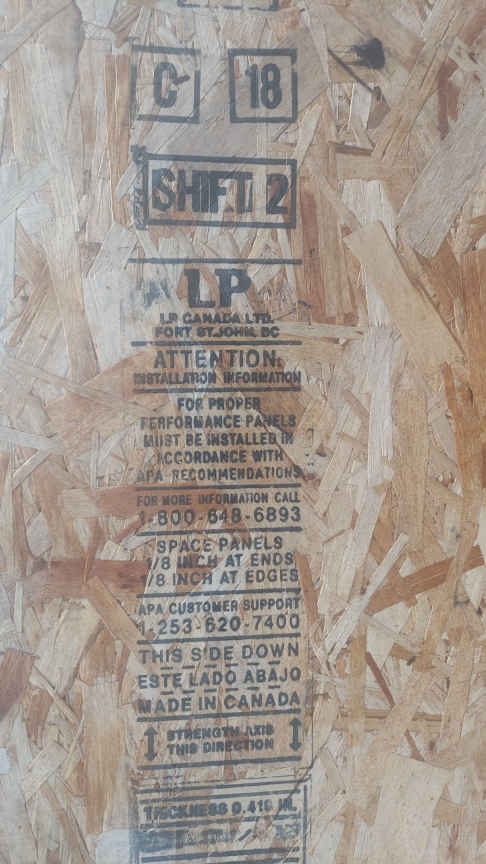 C
18
SHIFT 2
LP
LP CANADA LTD.
FORT ST. JOHN, BC
ATTENTION:
INSTALLATION INFORMATION
FOR PROPER
PERFORMANCE PANELS
MUST BE INSTALLED IN
ACCORDANCE WITH
APA RECOMMENDATIONS
FOR MORE INFORMATION CALL
1-800-648-6893
SPACE PANELS
1/8 INCH AT ENDS
1/8 INCH AT EDGES
APA CUSTOMER SUPPORT
1-253-620-7400
THIS SIDE DOWN
ESTE LADO ABAJO
MADE IN CANADA
STRENGTH AXIS
THIS DIRECTION
THICKNESS 0.418 IN.